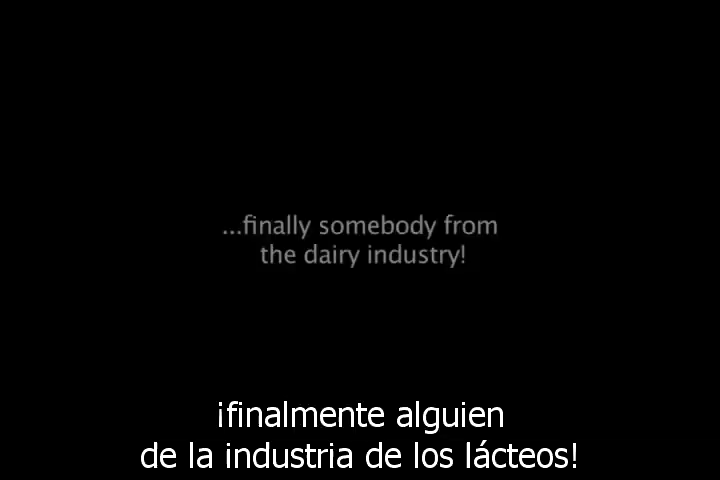 ...finally somebody from
the dairy industry!
¡finalmente alguien
de la industria de los lácteos!